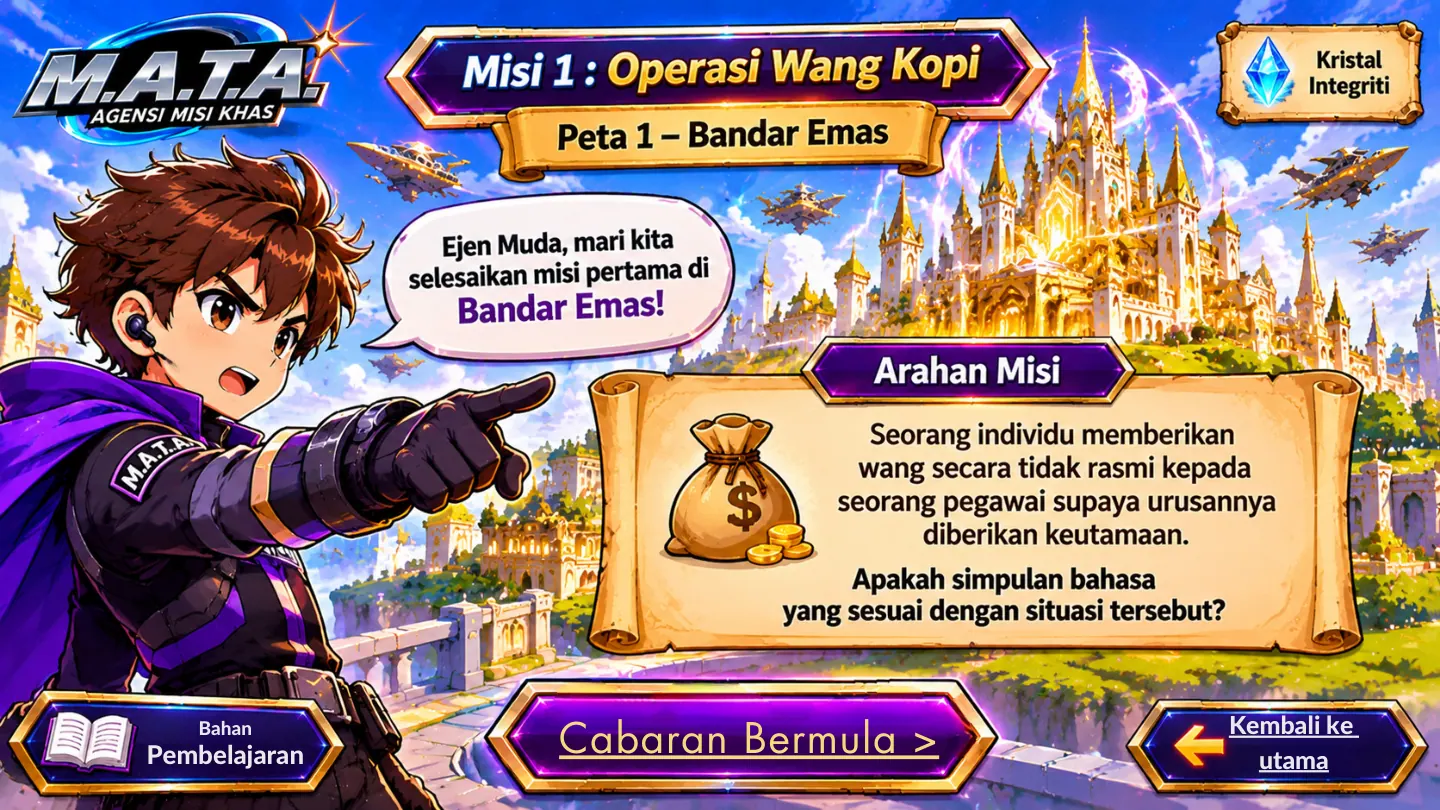 M.A.T.A.
AGENSI MISI KHAS
Misi 1 : Operasi Wang Kopi
Peta 1 – Bandar Emas
Kristal
Integriti
Ejen Muda, mari kita
selesaikan misi pertama di
Bandar Emas!
M.A.T.A.
Arahan Misi
Seorang individu memberikan
wang secara tidak rasmi kepada
seorang pegawai supaya urusannya
diberikan keutamaan.
$
Apakah simpulan bahasa
yang sesuai dengan situasi tersebut?
Bahan
Pembelajaran
Cabaran Bermula >
Kembali ke
utama